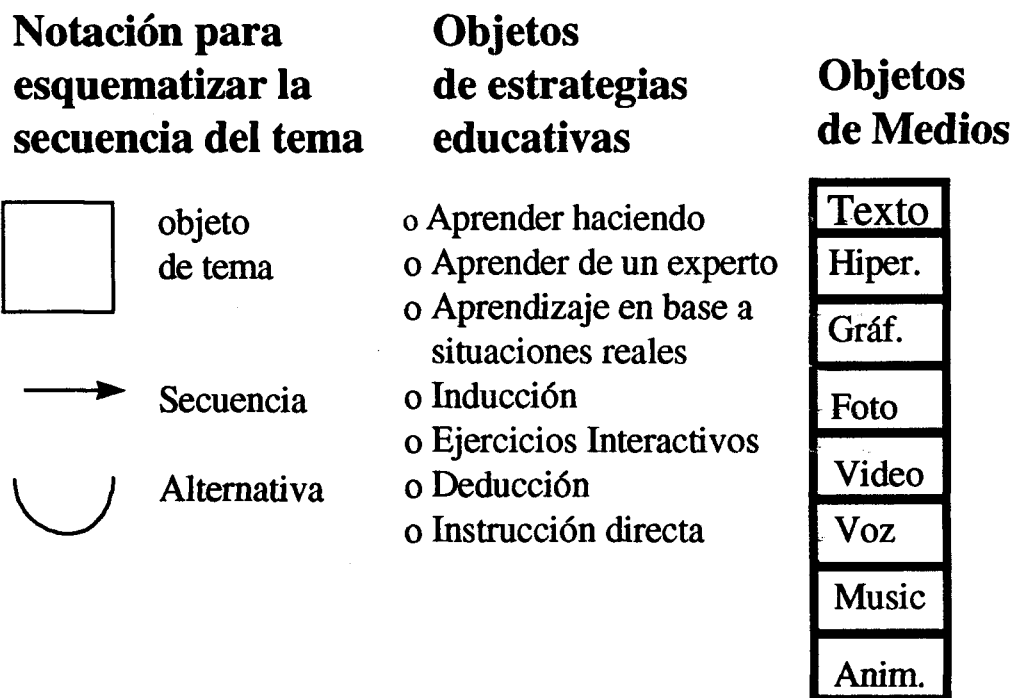 Notación para
esquematizar la
secuencia del tema
objeto
de tema
Secuencia
Alternativa
Objetos
de estrategias
educativas
o Aprender haciendo
o Aprender de un experto
o Aprendizaje en base a
situaciones reales
o Inducción
o Ejercicios Interactivos
o Deducción
o Instrucción directa
Objetos
de Medios
Texto
Hiper.
Gráf.
Foto
Video
Voz
Music
Anim.